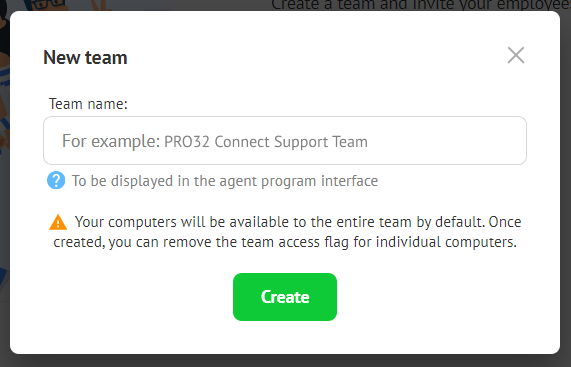 Create a team and invite your employees
New team
Team name:
For example: PRO32 Connect Support Team
To be displayed in the agent program interface
Your computers will be available to the entire team by default. Once
created, you can remove the team access flag for individual computers.
Create